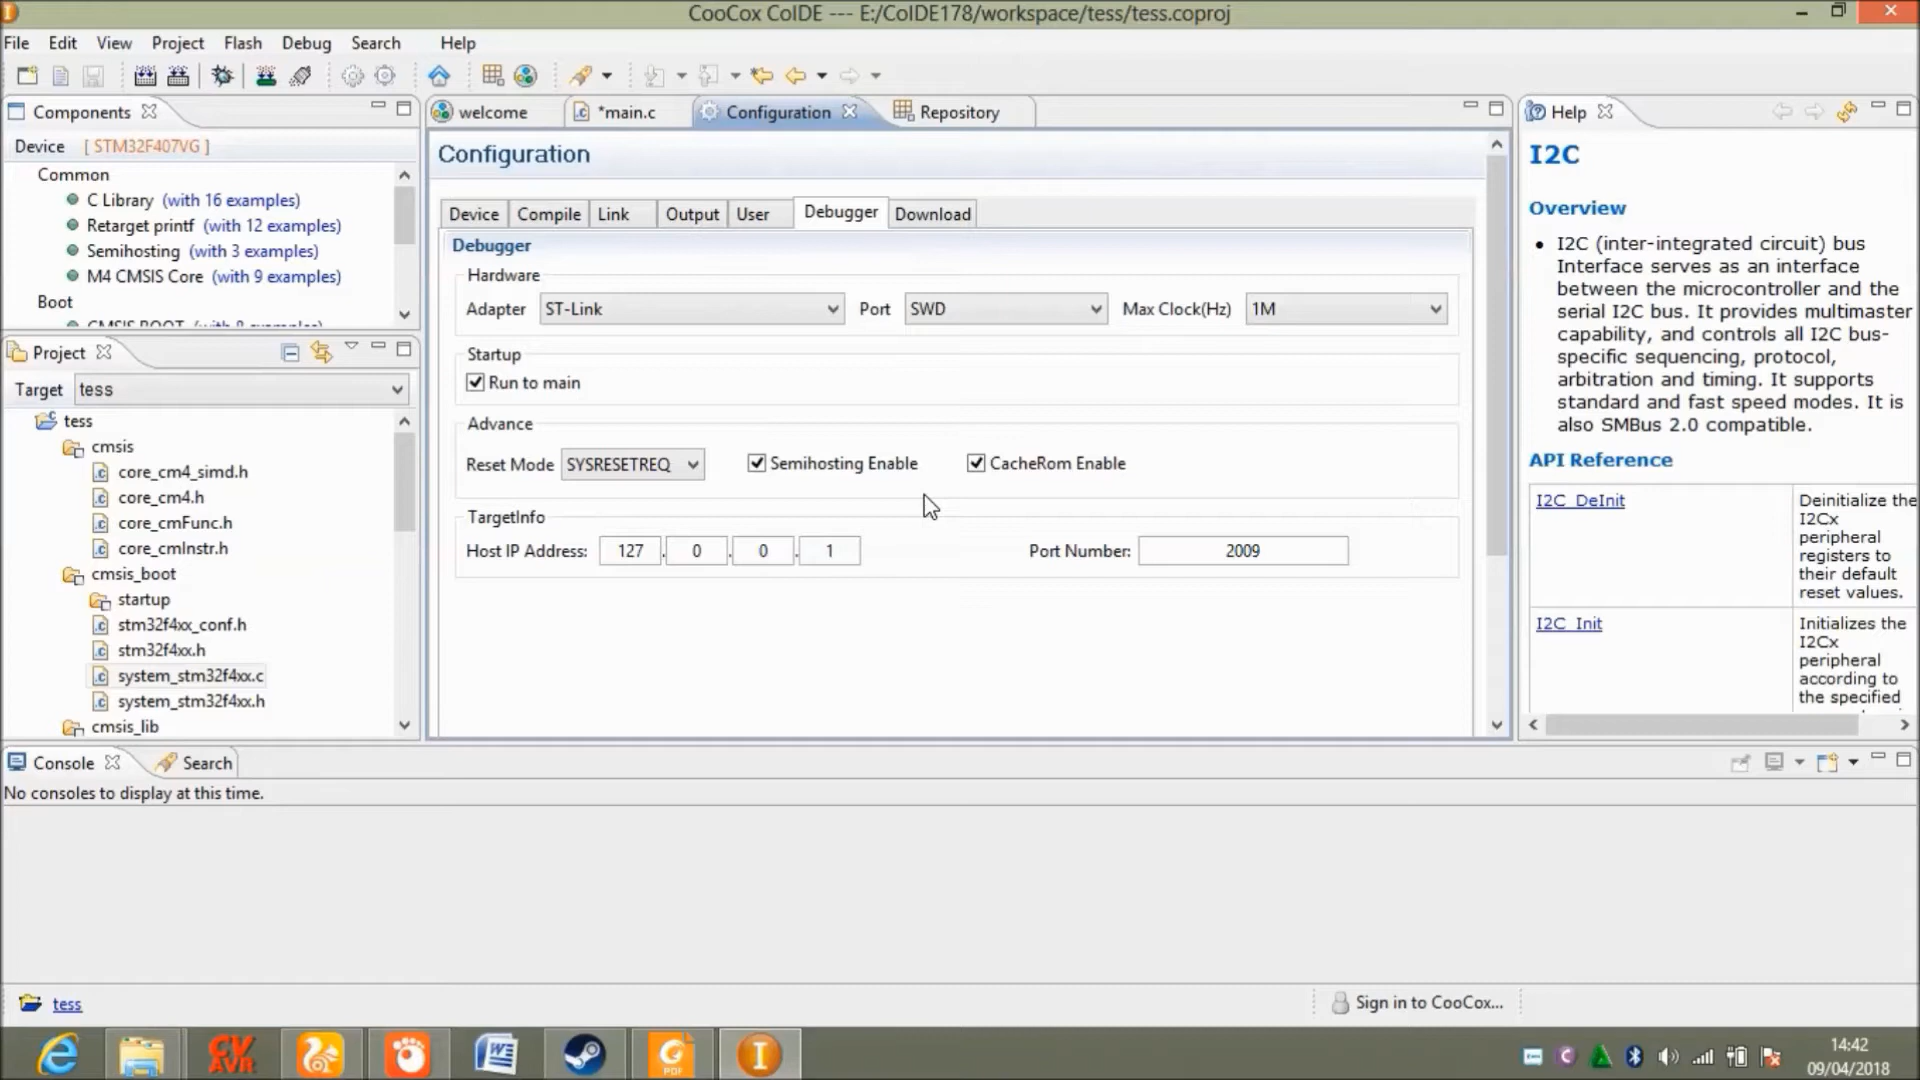 CooCox CoIDE --- E:/CoIDE178/workspace/tess/tess.coproj
File Edit View Project Flash Debug Search Help
Components
Device [ STM32F407VG ]
Common
C Library (with 16 examples)
Retarget printf (with 12 examples)
Semihosting (with 3 examples)
M4 CMSIS Core (with 9 examples)
Boot
CMSIS BOOT (with 8 examples)
Project
Target tess
tess
cmsis
core_cm4_simd.h
core_cm4.h
core_cmFunc.h
core_cmInstr.h
cmsis_boot
startup
stm32f4xx_conf.h
stm32f4xx.h
system_stm32f4xx.c
system_stm32f4xx.h
cmsis_lib
welcome *main.c Configuration Repository
Configuration
Device Compile Link Output User Debugger Download
Debugger
Hardware
Adapter ST-Link Port SWD Max Clock(Hz) 1M
Startup
Run to main
Advance
Reset Mode SYSRESETREQ Semihosting Enable CacheRom Enable
TargetInfo
Host IP Address: 127 . 0 . 0 . 1 Port Number: 2009
Help
I2C
Overview
I2C (inter-integrated circuit) bus
Interface serves as an interface
between the microcontroller and the
serial I2C bus. It provides multimaster
capability, and controls all I2C bus-
specific sequencing, protocol,
arbitration and timing. It supports
standard and fast speed modes. It is
also SMBus 2.0 compatible.
API Reference
I2C_DeInit
Deinitialize the
I2Cx
peripheral
registers to
their default
reset values.
I2C_Init
Initializes the
I2Cx
peripheral
according to
the specified
Console Search
No consoles to display at this time.
tess
Sign in to CooCox...
CV
AVR
W
G
PDF
I
14:42
09/04/2018